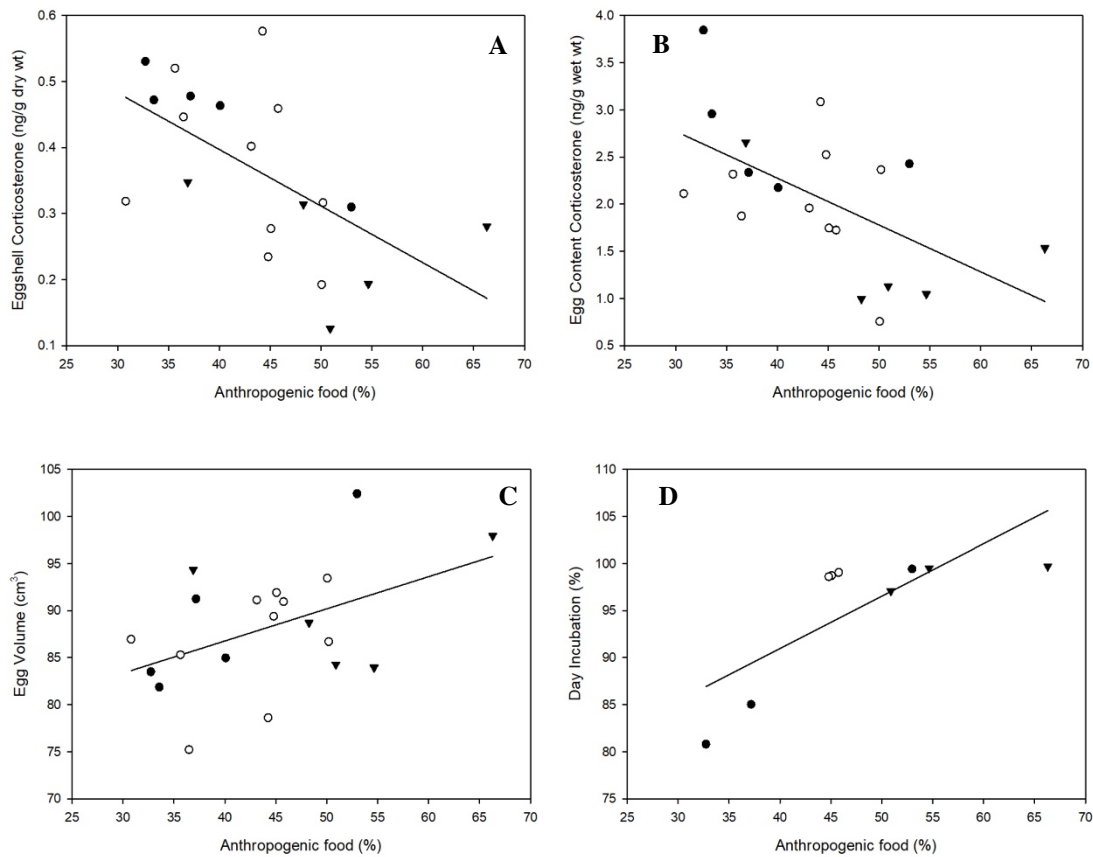 A
Eggshell Corticosterone (ng/g dry wt)
0.6
0.5
0.4
0.3
0.2
0.1
25 30 35 40 45 50 55 60 65 70
Anthropogenic food (%)
B
Egg Content Corticosterone (ng/g wet wt)
4.0
3.5
3.0
2.5
2.0
1.5
1.0
0.5
25 30 35 40 45 50 55 60 65 70
Anthropogenic food (%)
C
Egg Volume (cm³)
105
100
95
90
85
80
75
70
25 30 35 40 45 50 55 60 65 70
Anthropogenic food (%)
D
Day Incubation (%)
110
105
100
95
90
85
80
75
25 30 35 40 45 50 55 60 65 70
Anthropogenic food (%)